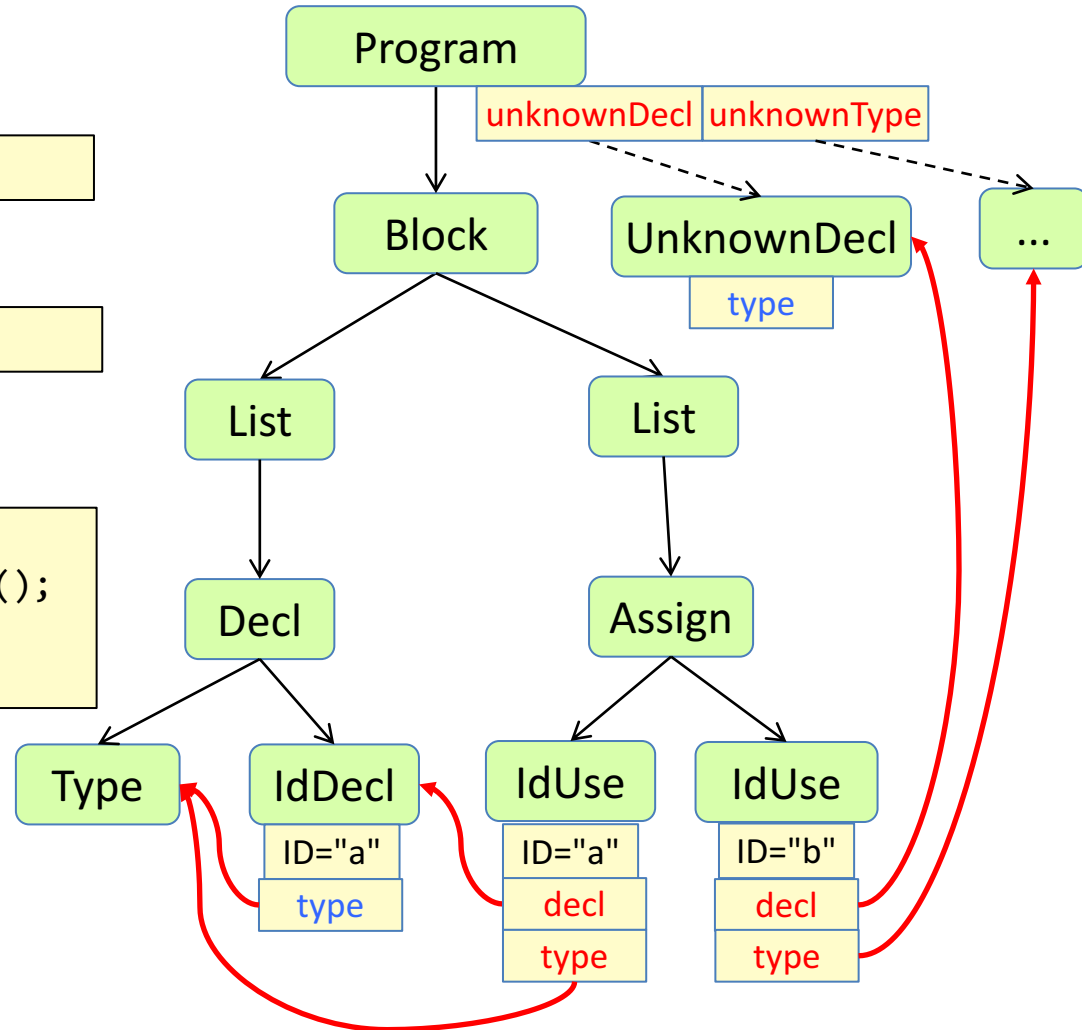 Program
unknownDecl unknownType
Block
UnknownDecl
...
type
List
List
();
Decl
Assign
Type
IdDecl
IdUse
IdUse
ID="a"
ID="a"
ID="b"
type
decl
decl
type
type